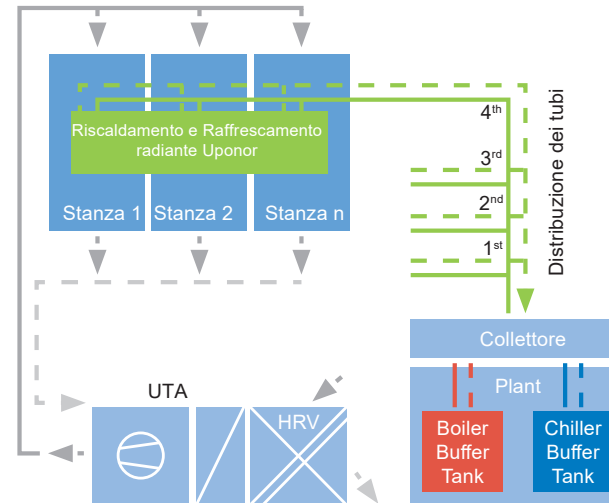 Riscaldamento e Raffrescamento
radiante Uponor
Stanza 1
Stanza 2
Stanza n
4th
3rd
2nd
1st
Distribuzione dei tubi
Collettore
Plant
Boiler
Buffer
Tank
Chiller
Buffer
Tank
UTA
HRV